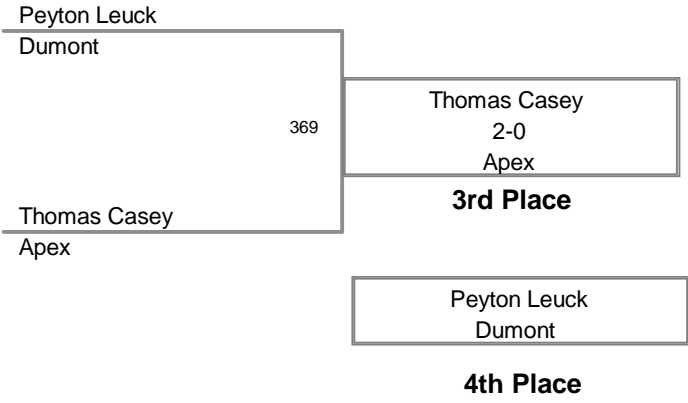 Peyton Leuck
Dumont
369
Thomas Casey
2-0
Apex
3rd Place
Thomas Casey
Apex
Peyton Leuck
Dumont
4th Place